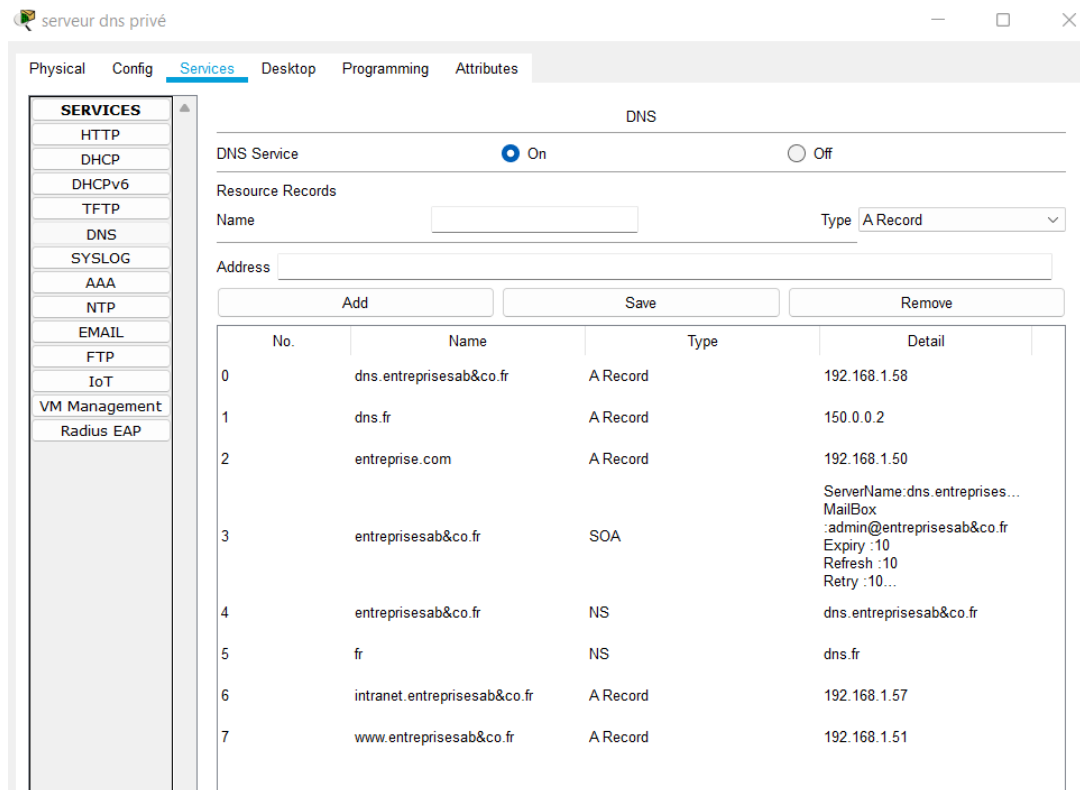 serveur dns privé
Physical Config Services Desktop Programming Attributes
SERVICES
HTTP
DHCP
DHCPv6
TFTP
DNS
SYSLOG
AAA
NTP
EMAIL
FTP
IoT
VM Management
Radius EAP
DNS
DNS Service On Off
Resource Records
Name Type A Record
Address
Add Save Remove
No. Name Type Detail
0 dns.entreprisesab&co.fr A Record 192.168.1.58
1 dns.fr A Record 150.0.0.2
2 entreprise.com A Record 192.168.1.50
3 entreprisesab&co.fr SOA ServerName:dns.entreprises...
MailBox
:admin@entreprisesab&co.fr
Expiry :10
Refresh :10
Retry :10...
4 entreprisesab&co.fr NS dns.entreprisesab&co.fr
5 fr NS dns.fr
6 intranet.entreprisesab&co.fr A Record 192.168.1.57
7 www.entreprisesab&co.fr A Record 192.168.1.51